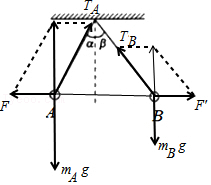 T_A
α β
T_B
F A B F'
m_B g
m_A g